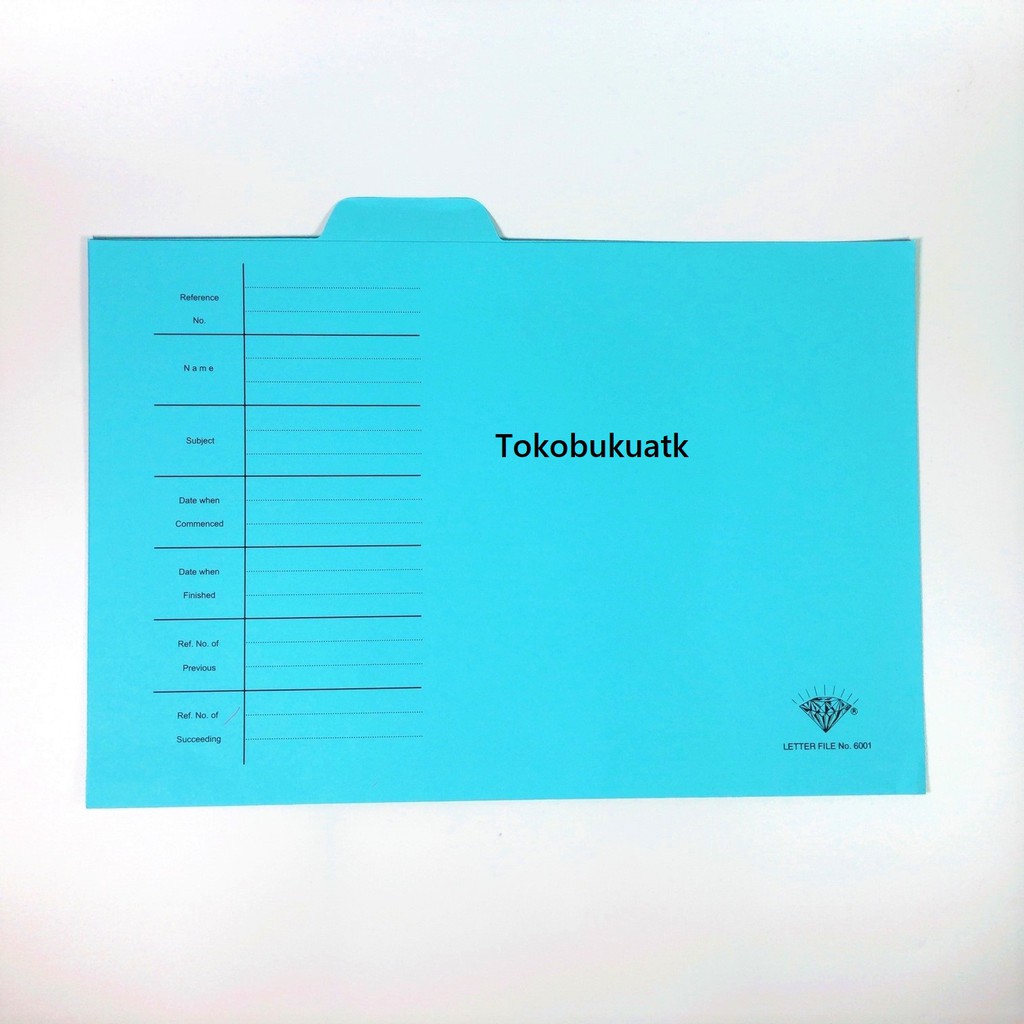 Reference
No.
N a m e
Subject
Date when
Commenced
Date when
Finished
Ref. No. of
Previous
Ref. No. of
Succeeding
Tokobukuatk
®
LETTER FILE No. 6001